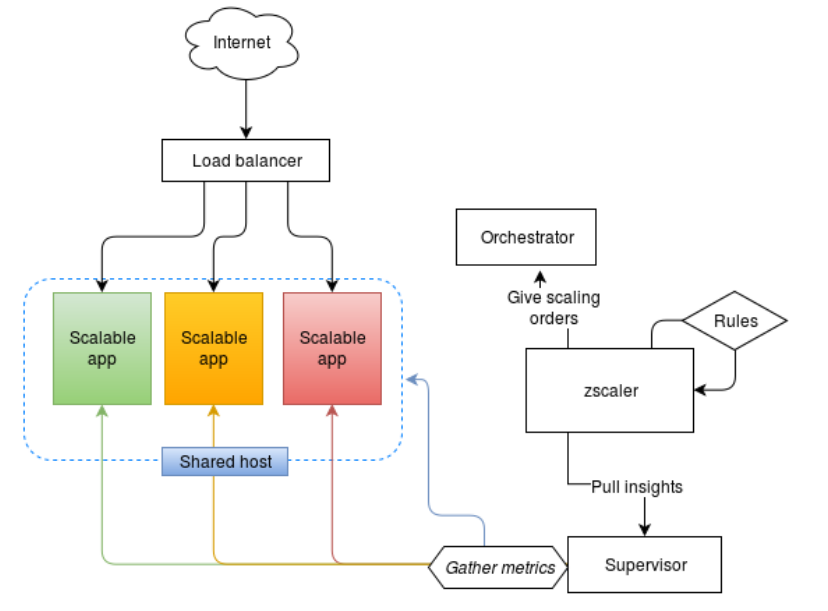 Internet
Load balancer
Orchestrator
Give scaling
orders
Rules
Scalable
app
Scalable
app
Scalable
app
zscaler
Shared host
Pull insights
Gather metrics
Supervisor